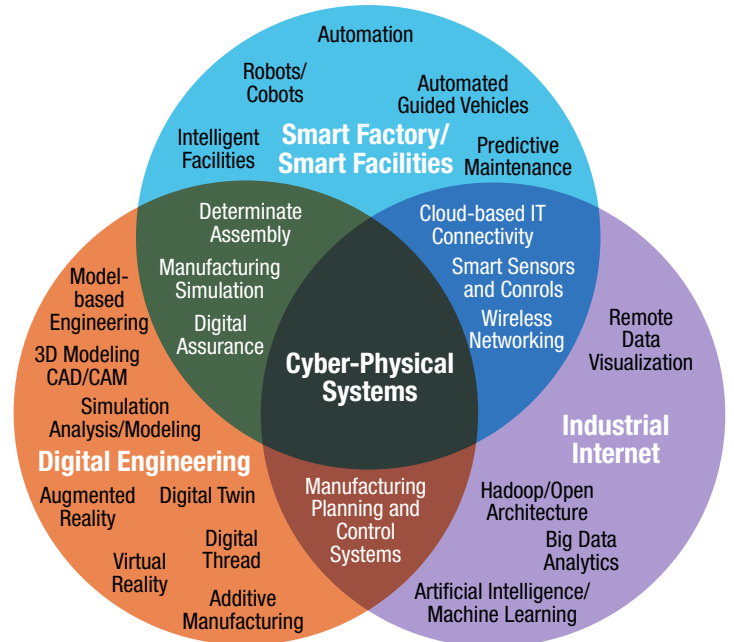 Automation
Robots/
Cobots
Automated
Guided Vehicles
Intelligent
Facilities
Smart Factory/
Smart Facilities
Predictive
Maintenance
Determinate
Assembly
Manufacturing
Simulation
Digital
Assurance
Cloud-based IT
Connectivity
Smart Sensors
and Conrols
Wireless
Networking
Model-
based
Engineering
3D Modeling
CAD/CAM
Simulation
Analysis/Modeling
Digital Engineering
Augmented
Reality
Digital Twin
Digital
Thread
Virtual
Reality
Additive
Manufacturing
Cyber-Physical
Systems
Manufacturing
Planning and
Control
Systems
Remote
Data
Visualization
Industrial
Internet
Hadoop/Open
Architecture
Big Data
Analytics
Artificial Intelligence/
Machine Learning